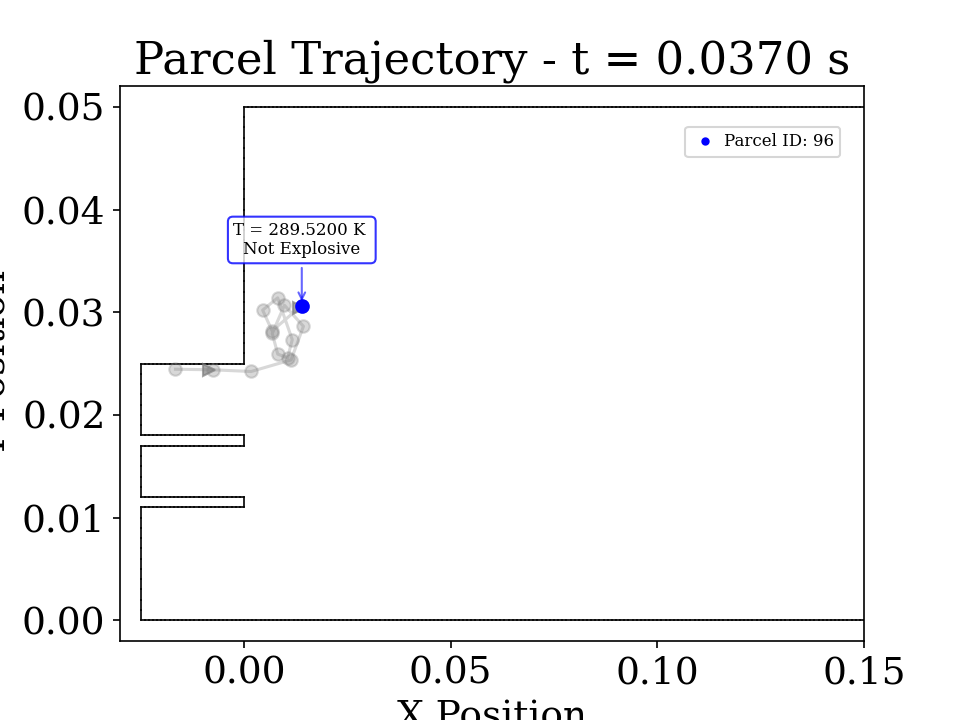 Parcel Trajectory - t = 0.0370 s
0.05
Parcel ID: 96
0.04
T = 289.5200 K
Not Explosive
0.03
0.02
0.01
0.00
0.00 0.05 0.10 0.15
X Position